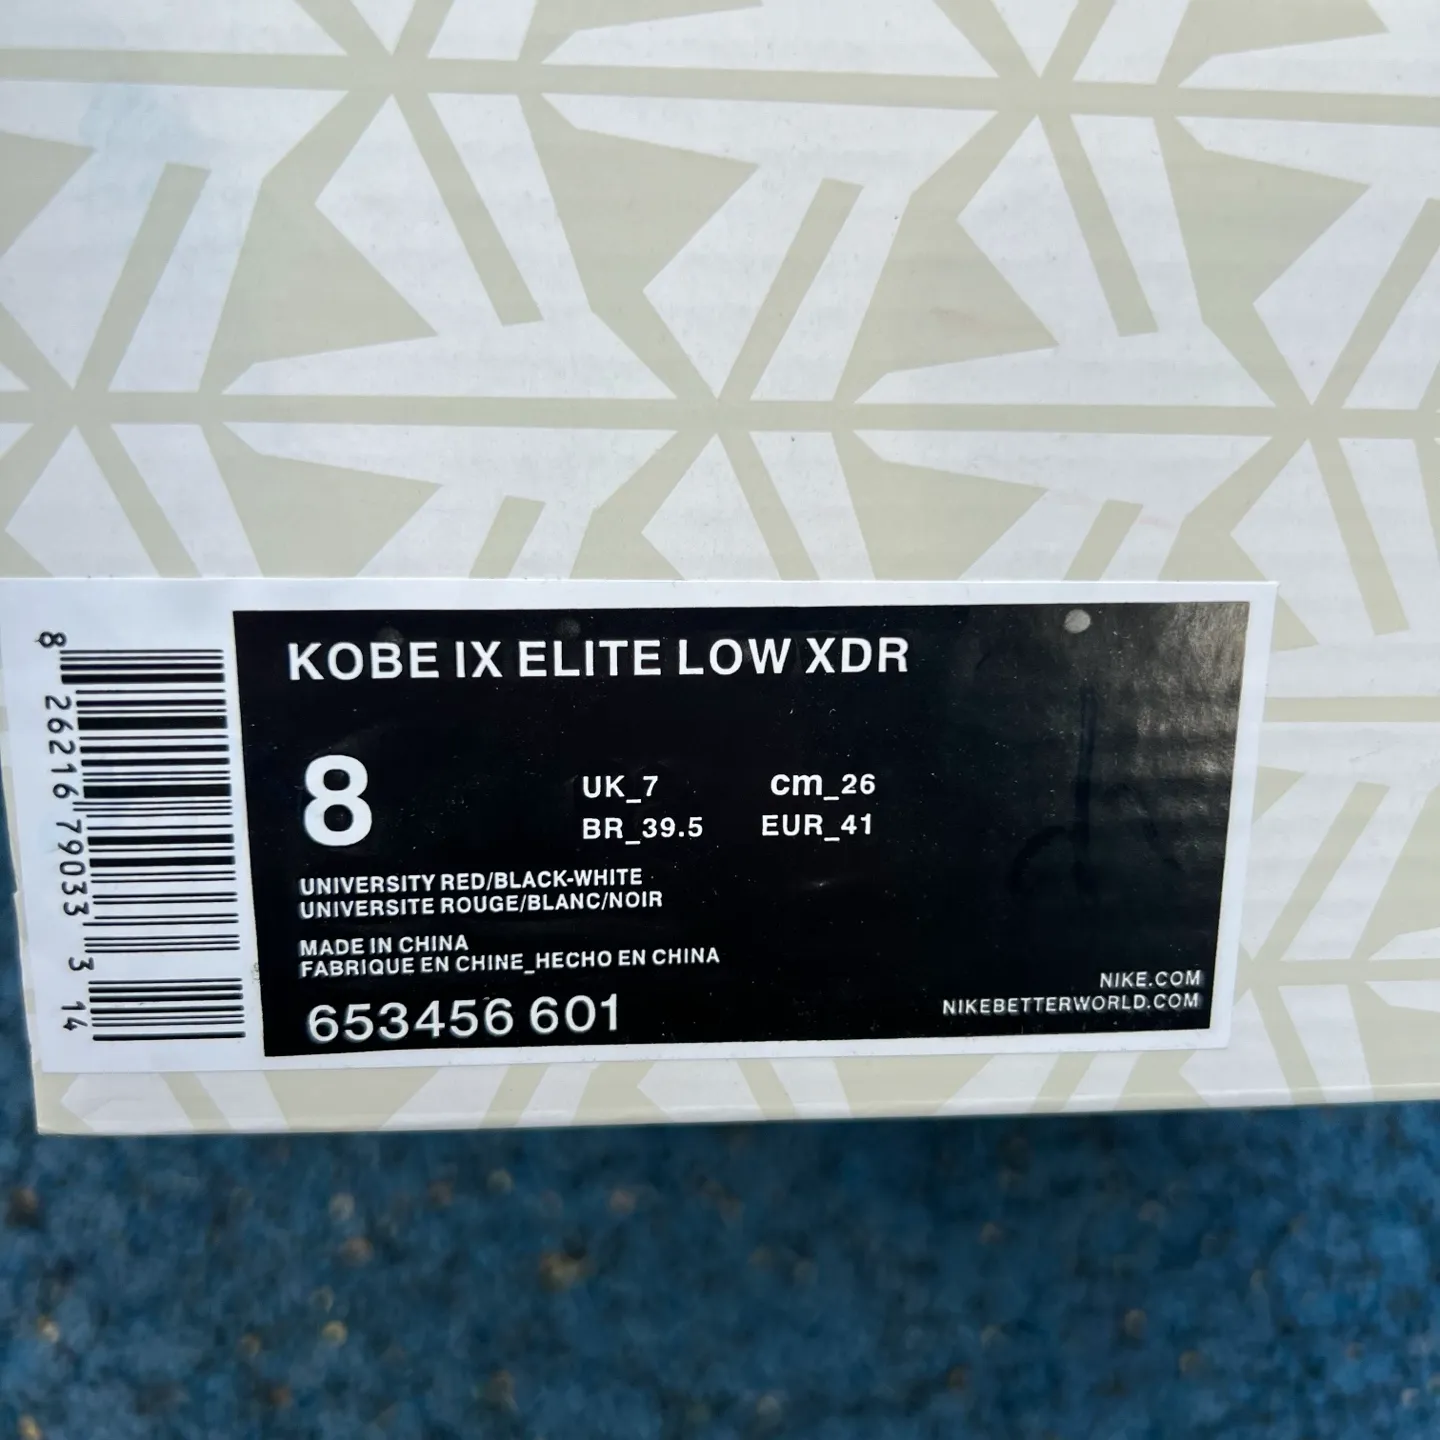 KOBE IX ELITE LOW XDR
8
UK_7
cm_26
BR_39.5
EUR_41
UNIVERSITY RED/BLACK-WHITE
UNIVERSITE ROUGE/BLANC/NOIR
MADE IN CHINA
FABRIQUE EN CHINE_HECHO EN CHINA
653456 601
NIKE.COM
NIKEBETTERWORLD.COM
8 26216 79033 3 14